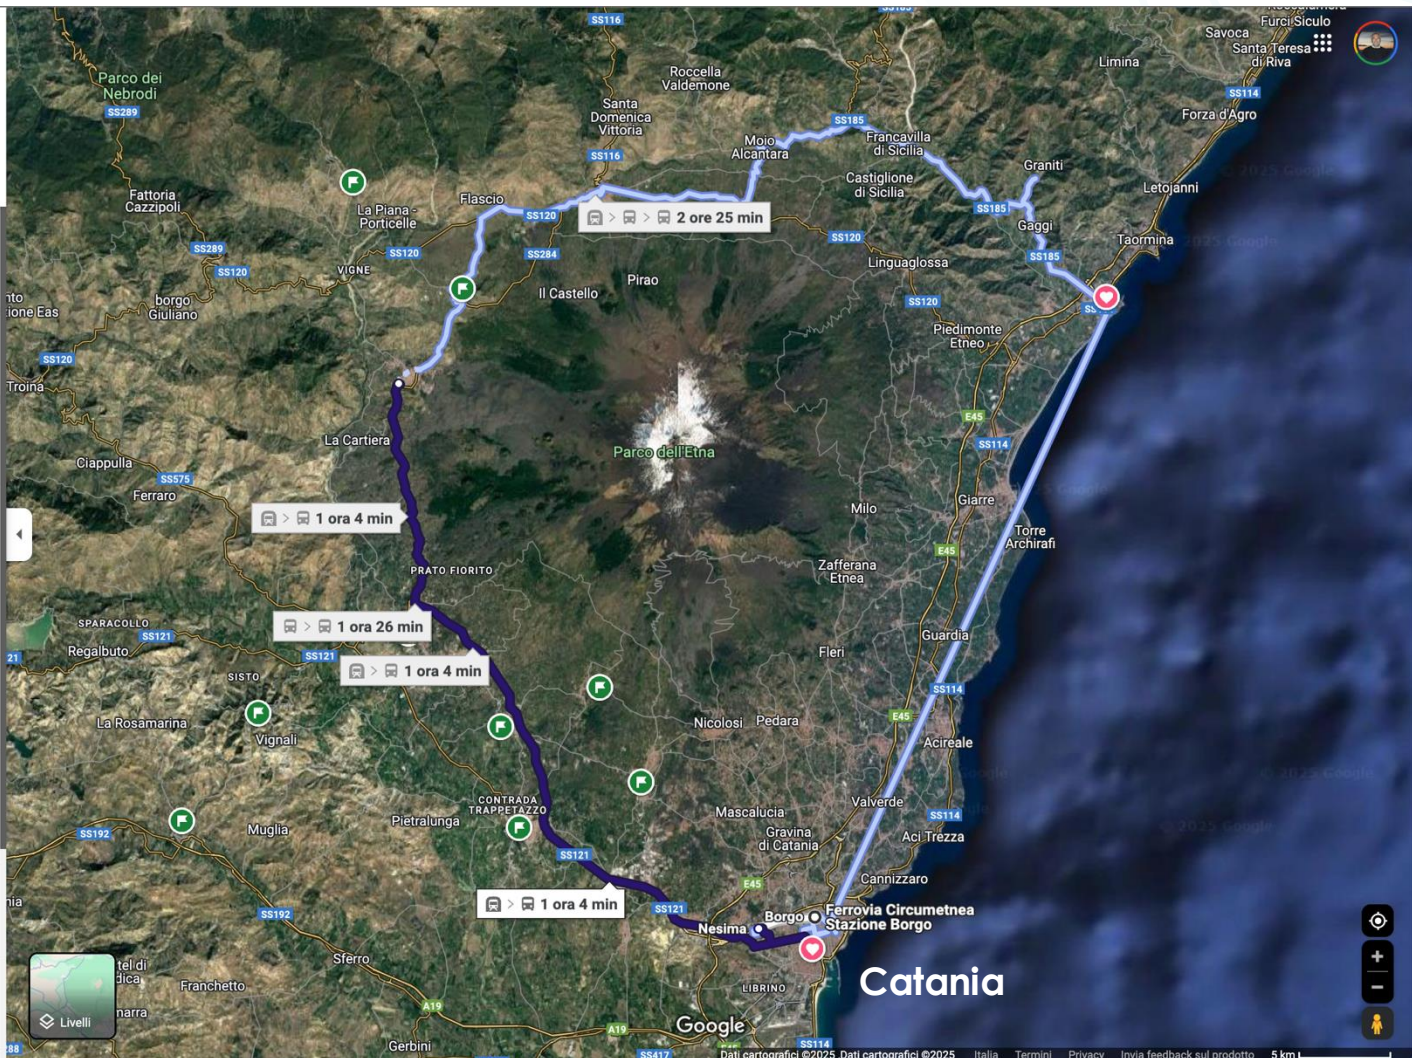 SS116
SS185
Furci Siculo
Savoca
Santa Teresa
di Riva
Limina
Roccella
Valdemone
Parco dei
Nebrodi
SS289
SS114
Santa
Domenica
Vittoria
Forza d'Agro
SS185
Moio
Alcantara
Francavilla
di Sicilia
SS116
Graniti
Castiglione
di Sicilia
Letojanni
Fattoria
Cazzipoli
Flascio
La Piana -
Porticelle
SS120
2 ore 25 min
SS185
Gaggi
SS120
Taormina
SS289
SS120
SS284
SS185
Linguaglossa
VIGNE
SS120
Pirao
Il Castello
borgo
Giuliano
SS120
Piedimonte
Etneo
SS120
Troina
E45
La Cartiera
SS114
Parco dell'Etna
Ciappulla
SS575
Ferraro
Giarre
Milo
1 ora 4 min
Torre
Archirafi
E45
PRATO FIORITO
Zafferana
Etnea
SPARACOLLO
1 ora 26 min
SS121
Guardia
Regalbuto
SS121
Fleri
1 ora 4 min
SISTO
SS114
E45
La Rosamarina
Nicolosi
Pedara
Vignali
Acireale
CONTRADA
TRAPPETAZZO
Valverde
Mascalucia
SS114
Pietralunga
Muglia
SS192
Gravina
di Catania
Aci Trezza
SS121
E45
Cannizzaro
1 ora 4 min
SS121
SS192
Borgo
Ferrovia Circumetnea
Stazione Borgo
Nesima
Sferro
Catania
Franchetto
LIBRINO
A19
Livelli
Google
A19
Gerbini
SS114
SS417
Dati cartografici ©2025 Dati cartografici ©2025 Italia Termini Privacy Invia feedback sul prodotto 5 km